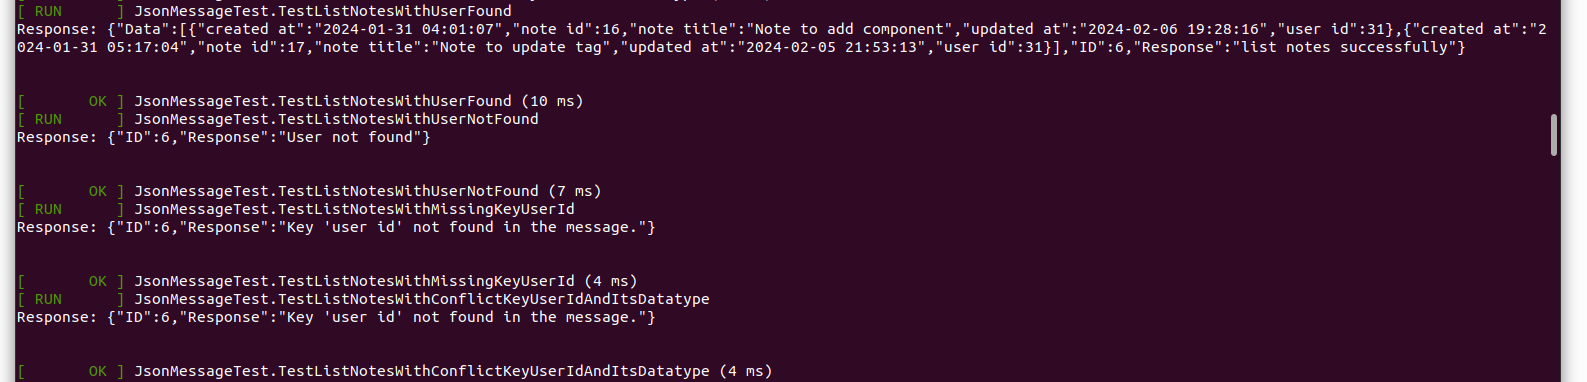 [ RUN      ] JsonMessageTest.TestListNotesWithUserFound
Response: {"Data":[{"created at":"2024-01-31 04:01:07","note id":16,"note title":"Note to add component","updated at":"2024-02-06 19:28:16","user id":31},{"created at":"2
024-01-31 05:17:04","note id":17,"note title":"Note to update tag","updated at":"2024-02-05 21:53:13","user id":31}],"ID":6,"Response":"list notes successfully"}
[       OK ] JsonMessageTest.TestListNotesWithUserFound (10 ms)
[ RUN      ] JsonMessageTest.TestListNotesWithUserNotFound
Response: {"ID":6,"Response":"User not found"}
[       OK ] JsonMessageTest.TestListNotesWithUserNotFound (7 ms)
[ RUN      ] JsonMessageTest.TestListNotesWithMissingKeyUserId
Response: {"ID":6,"Response":"Key 'user id' not found in the message."}
[       OK ] JsonMessageTest.TestListNotesWithMissingKeyUserId (4 ms)
[ RUN      ] JsonMessageTest.TestListNotesWithConflictKeyUserIdAndItsDatatype
Response: {"ID":6,"Response":"Key 'user id' not found in the message."}
[       OK ] JsonMessageTest.TestListNotesWithConflictKeyUserIdAndItsDatatype (4 ms)